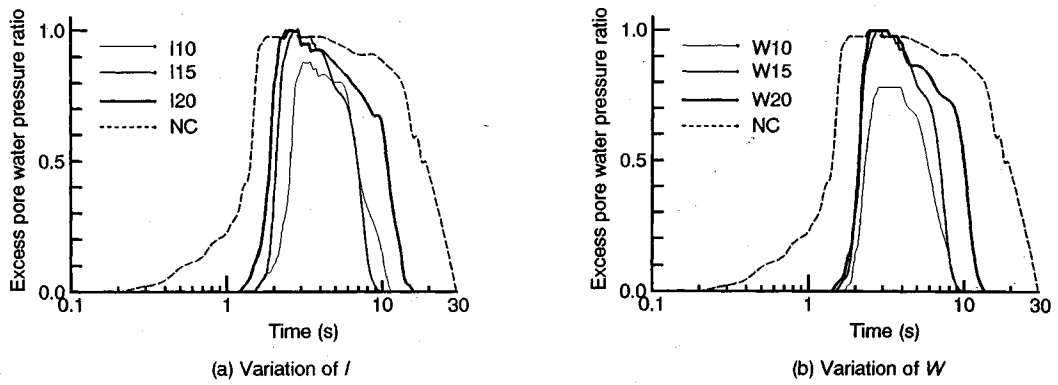 Excess pore water pressure ratio
1.0
0.5
0.0
0.1
1
10
30
I10
I15
I20
NC
Time (s)
(a) Variation of I
Excess pore water pressure ratio
1.0
0.5
0.0
0.1
1
10
30
W10
W15
W20
NC
Time (s)
(b) Variation of W